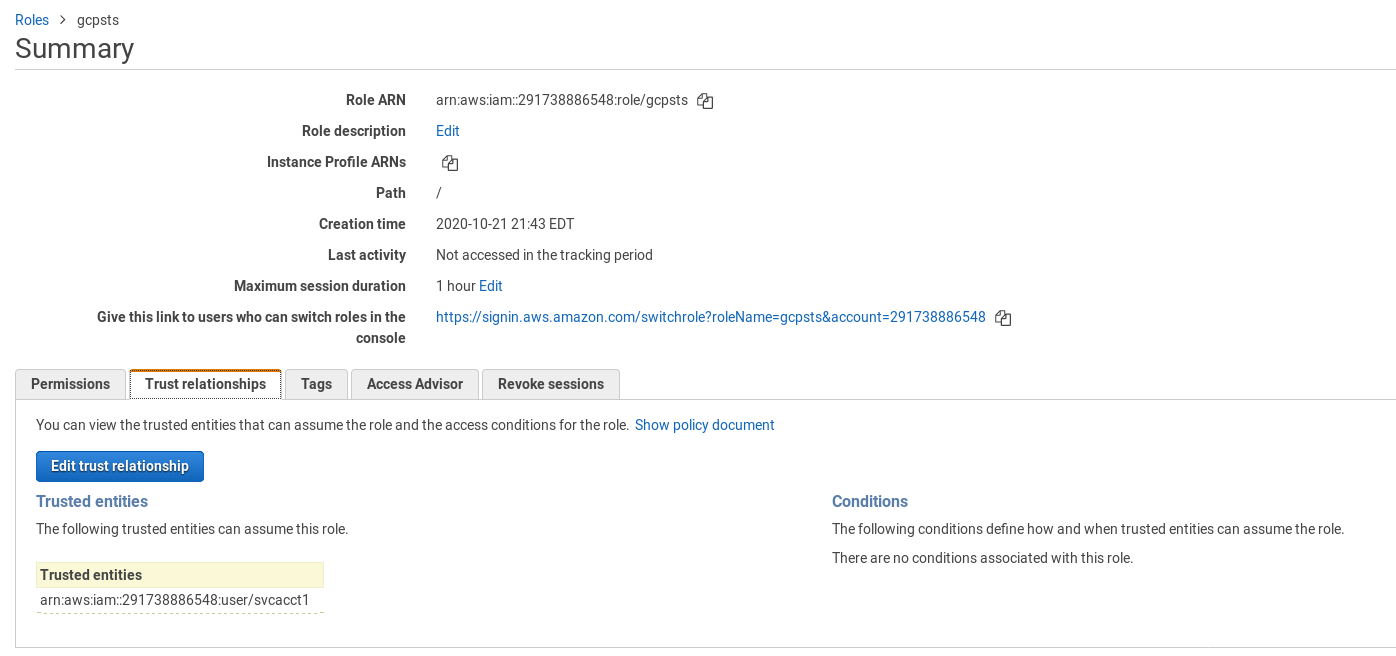 Roles > gcpsts
Summary
Role ARN arn:aws:iam::291738886548:role/gcpsts
Role description Edit
Instance Profile ARNs
Path /
Creation time 2020-10-21 21:43 EDT
Last activity Not accessed in the tracking period
Maximum session duration 1 hour Edit
Give this link to users who can switch roles in the https://signin.aws.amazon.com/switchrole?roleName=gcpsts&account=291738886548
console
Permissions Trust relationships Tags Access Advisor Revoke sessions
You can view the trusted entities that can assume the role and the access conditions for the role. Show policy document
Edit trust relationship
Trusted entities
The following trusted entities can assume this role.
Trusted entities
arn:aws:iam::291738886548:user/svcacct1
Conditions
The following conditions define how and when trusted entities can assume the role.
There are no conditions associated with this role.